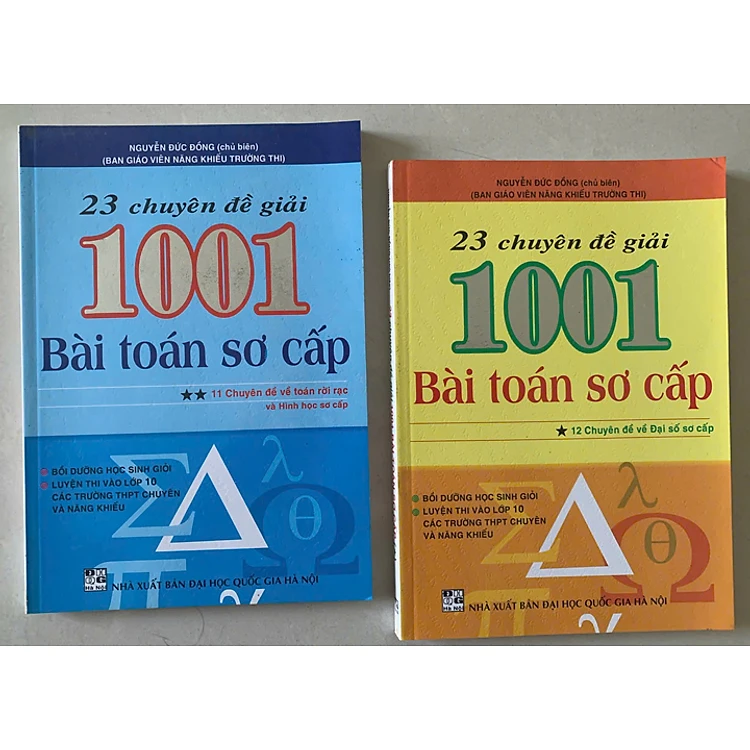 NGUYỄN ĐỨC ĐỒNG (chủ biên)
(BAN GIÁO VIÊN NĂNG KHIẾU TRƯỜNG THI)
23 chuyên đề giải
1001
Bài toán sơ cấp
★★ 11 Chuyên đề về toán rời rạc
và Hình học sơ cấp
BỒI DƯỠNG HỌC SINH GIỎI
LUYỆN THI VÀO LỚP 10
CÁC TRƯỜNG THPT CHUYÊN
VÀ NĂNG KHIẾU
Σ
λ
Ω
π
γ
Hà Nội
NHÀ XUẤT BẢN ĐẠI HỌC QUỐC GIA HÀ NỘI
NGUYỄN ĐỨC ĐỒNG (chủ biên)
(BAN GIÁO VIÊN NĂNG KHIẾU TRƯỜNG THI)
23 chuyên đề giải
1001
Bài toán sơ cấp
★ 12 Chuyên đề về Đại số sơ cấp
BỒI DƯỠNG HỌC SINH GIỎI
LUYỆN THI VÀO LỚP 10
CÁC TRƯỜNG THPT CHUYÊN
VÀ NĂNG KHIẾU
Σ
λ
Ω
θ
π
γ
Hà Nội
NHÀ XUẤT BẢN ĐẠI HỌC QUỐC GIA HÀ NỘI